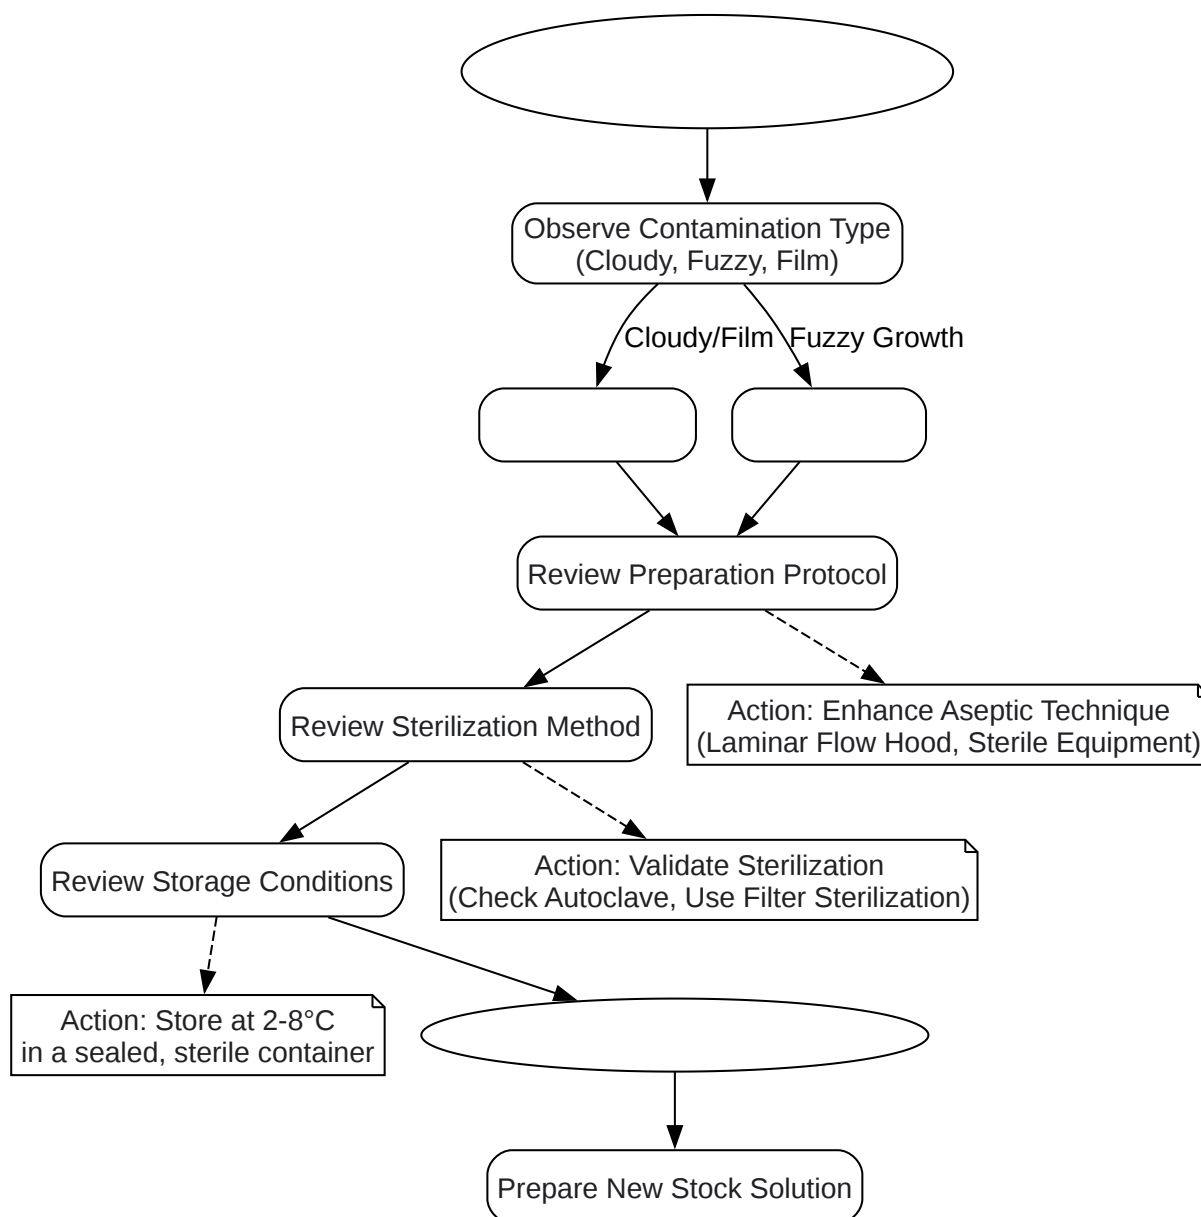 Observe Contamination Type
(Cloudy, Fuzzy, Film)
Cloudy/Film
Fuzzy Growth
Review Preparation Protocol
Review Sterilization Method
Action: Enhance Aseptic Technique
(Laminar Flow Hood, Sterile Equipment)
Review Storage Conditions
Action: Validate Sterilization
(Check Autoclave, Use Filter Sterilization)
Action: Store at 2-8°C
in a sealed, sterile container
Prepare New Stock Solution